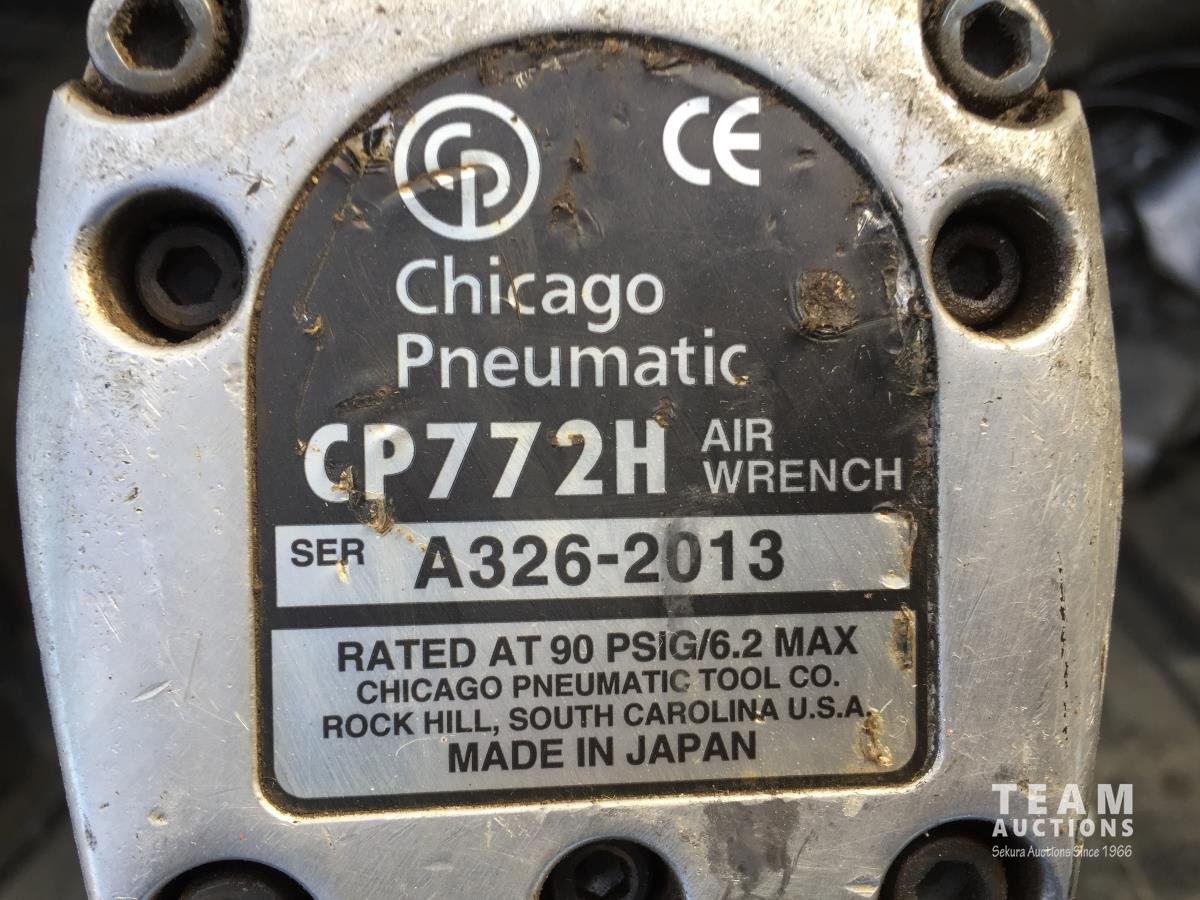 CP
CE
Chicago
Pneumatic
CP772H AIR
WRENCH
SER A326-2013
RATED AT 90 PSIG/6.2 MAX
CHICAGO PNEUMATIC TOOL CO.
ROCK HILL, SOUTH CAROLINA U.S.A.
MADE IN JAPAN
TEAM
AUCTIONS
Sekura Auctions Since 1966